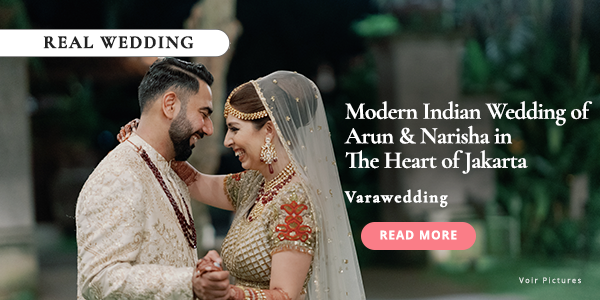 REAL WEDDING
Modern Indian Wedding of
Arun & Narisha in
The Heart of Jakarta
Varawedding
READ MORE
Voir Pictures